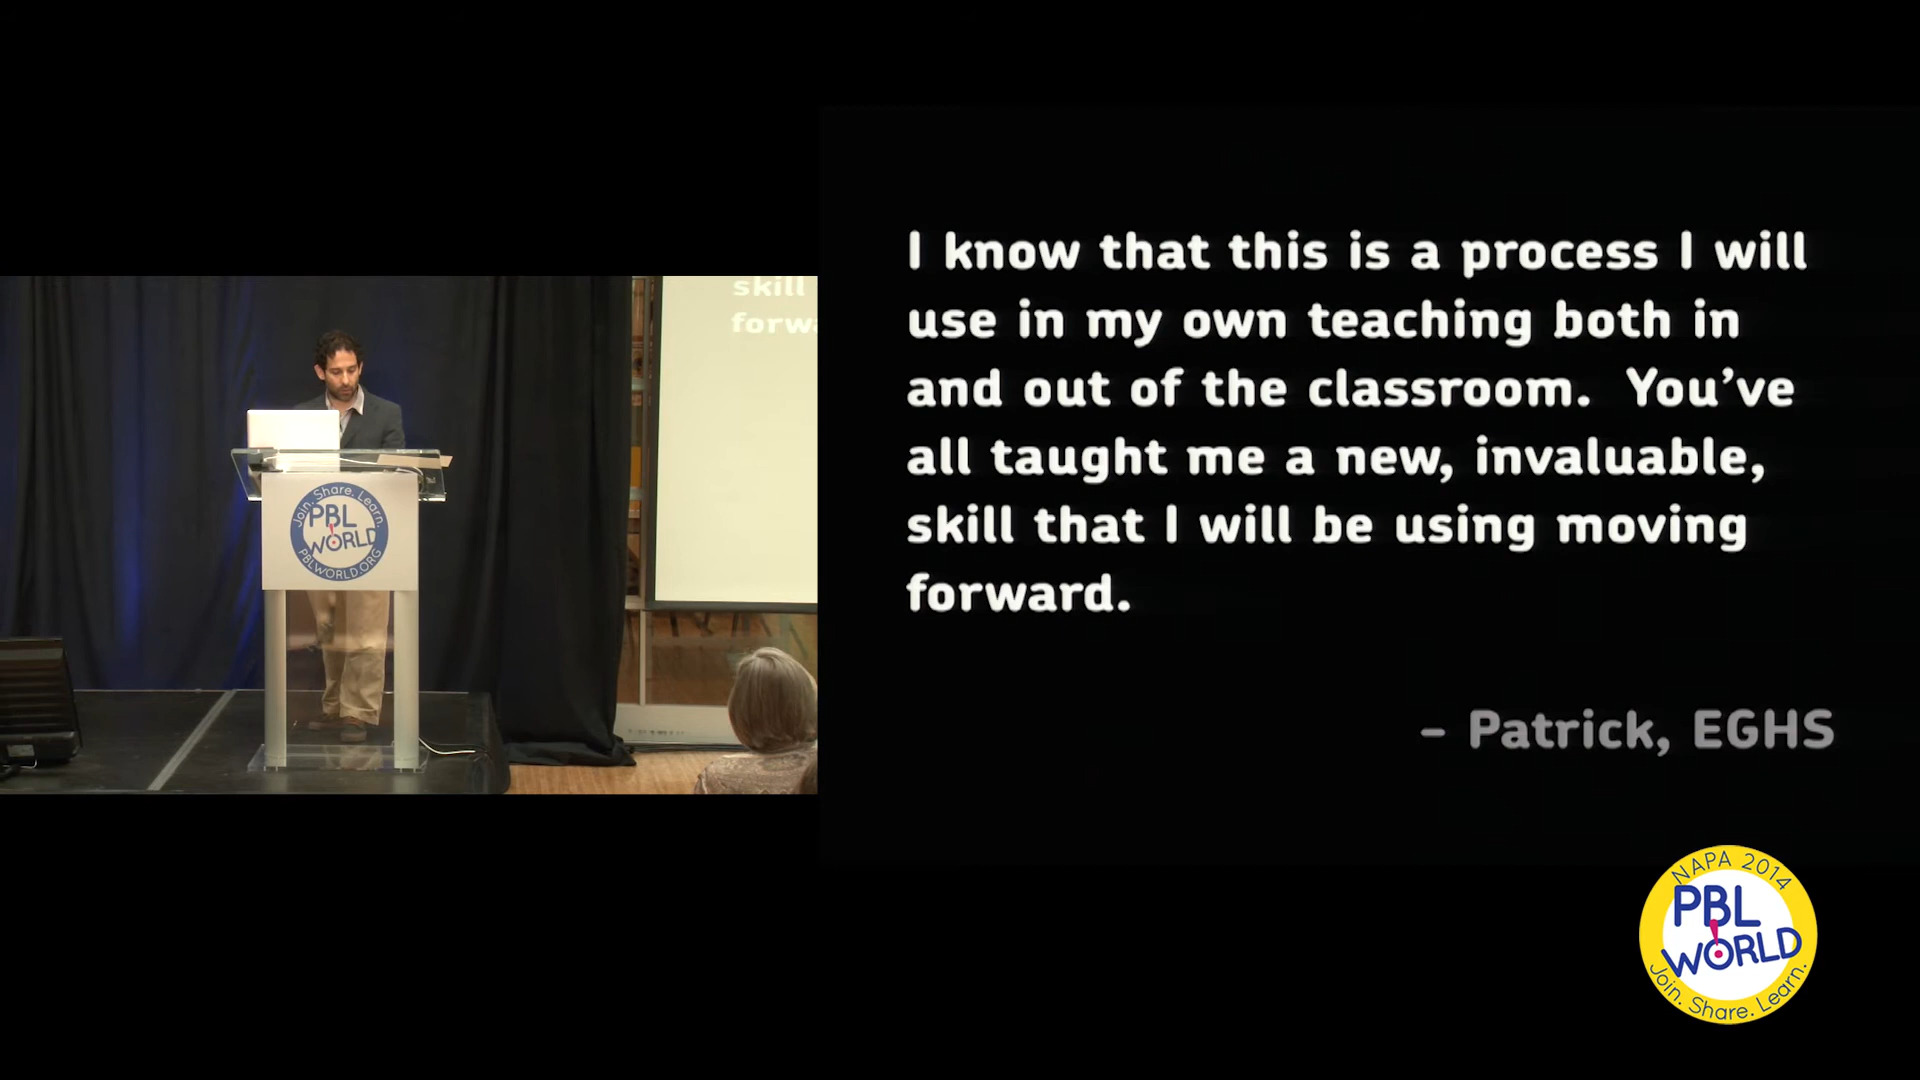 skill
forwa
Join. Share. Learn.
PBL
WORLD
PBLWORLD.ORG
I know that this is a process I will
use in my own teaching both in
and out of the classroom.  You've
all taught me a new, invaluable,
skill that I will be using moving
forward.
– Patrick, EGHS
NAPA 2014
PBL
WORLD
Join. Share. Learn.